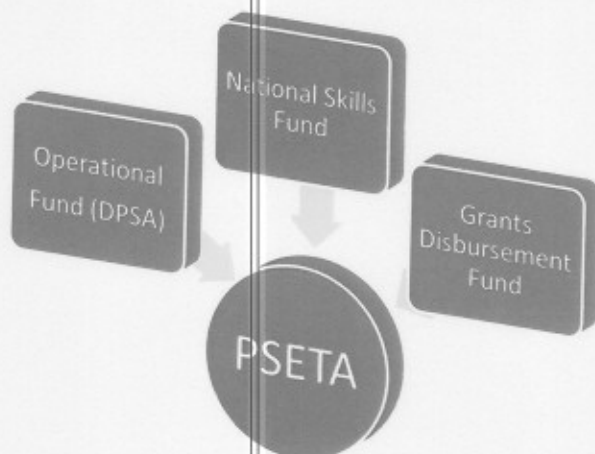 Operational
Fund (DPSA)
National Skills
Fund
Grants
Disbursement
Fund
PSETA